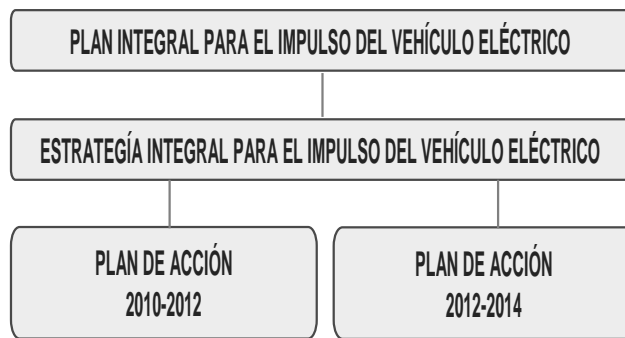 PLAN INTEGRAL PARA EL IMPULSO DEL VEHÍCULO ELÉCTRICO
ESTRATEGÍA INTEGRAL PARA EL IMPULSO DEL VEHÍCULO ELÉCTRICO
PLAN DE ACCIÓN
2010-2012
PLAN DE ACCIÓN
2012-2014